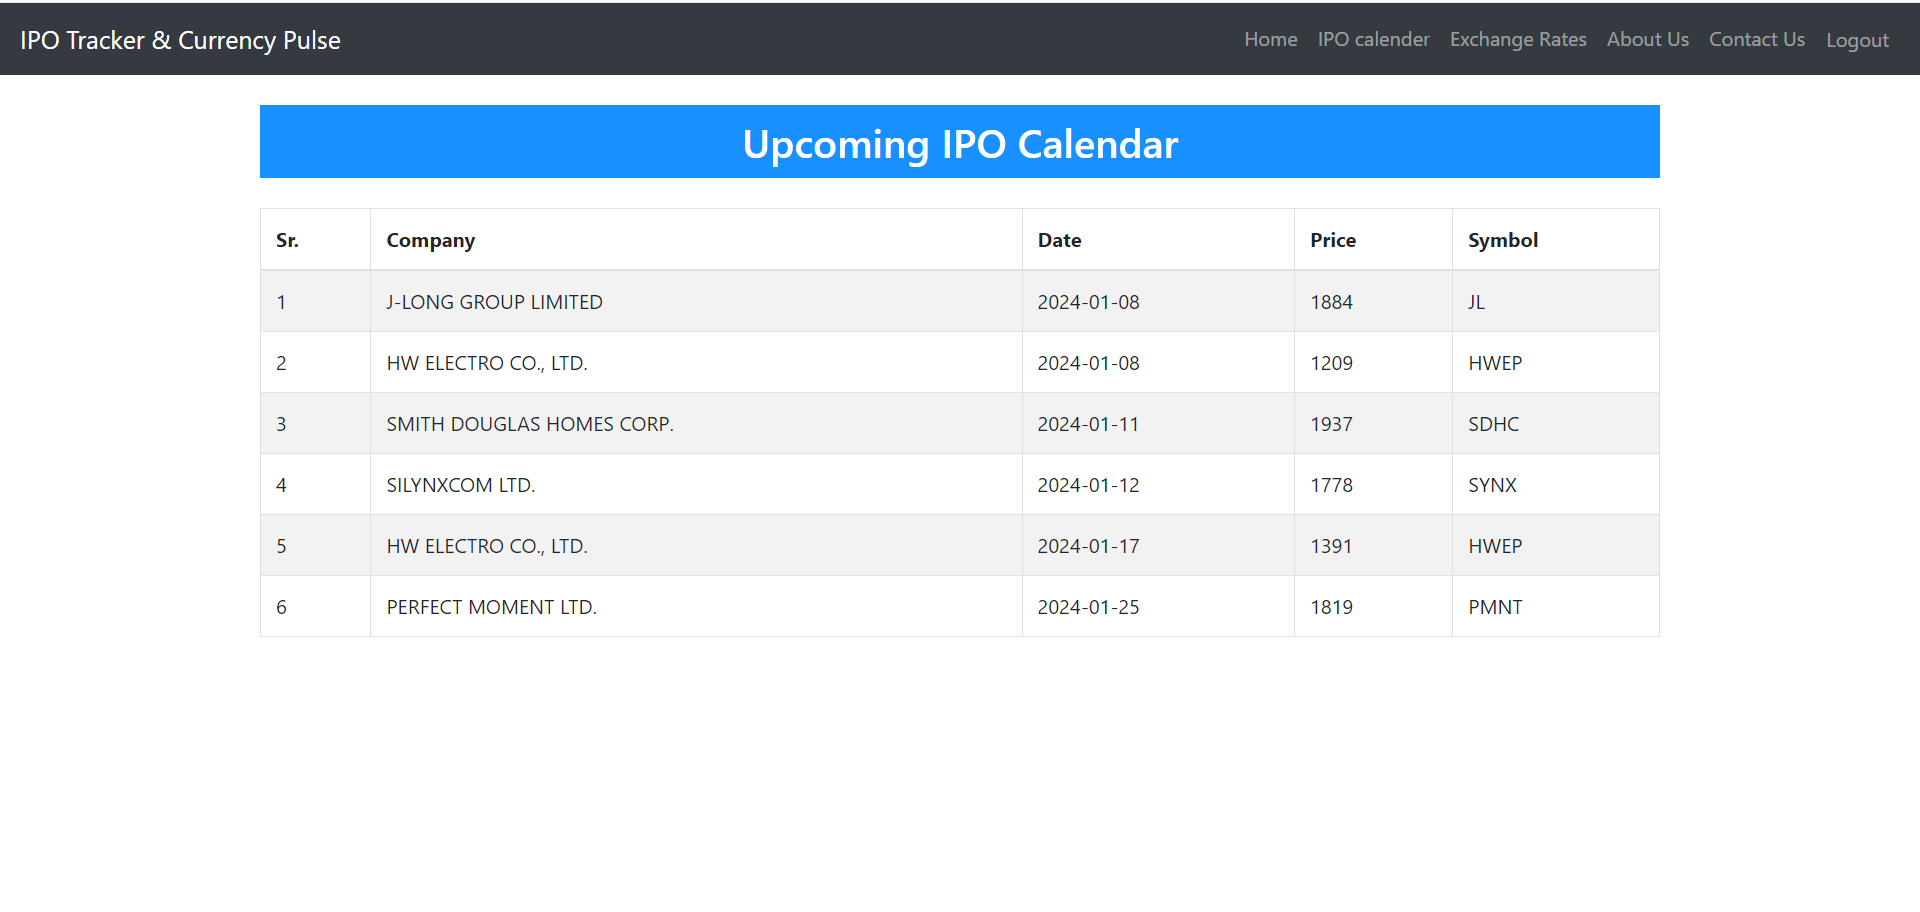 IPO Tracker & Currency Pulse Home IPO calender Exchange Rates About Us Contact Us Logout
Upcoming IPO Calendar
Sr. Company Date Price Symbol
1 J-LONG GROUP LIMITED 2024-01-08 1884 JL
2 HW ELECTRO CO., LTD. 2024-01-08 1209 HWEP
3 SMITH DOUGLAS HOMES CORP. 2024-01-11 1937 SDHC
4 SILYNXCOM LTD. 2024-01-12 1778 SYNX
5 HW ELECTRO CO., LTD. 2024-01-17 1391 HWEP
6 PERFECT MOMENT LTD. 2024-01-25 1819 PMNT